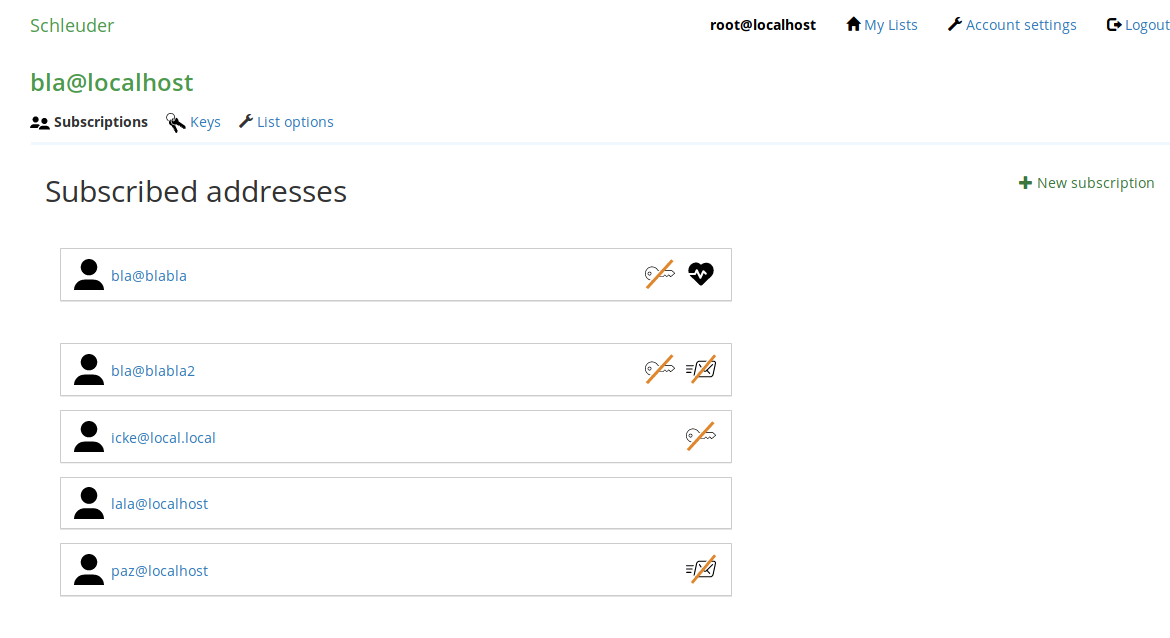 Schleuder root@localhost My Lists Account settings Logout
bla@localhost
Subscriptions Keys List options
Subscribed addresses
New subscription
bla@blabla
bla@blabla2
icke@local.local
lala@localhost
paz@localhost